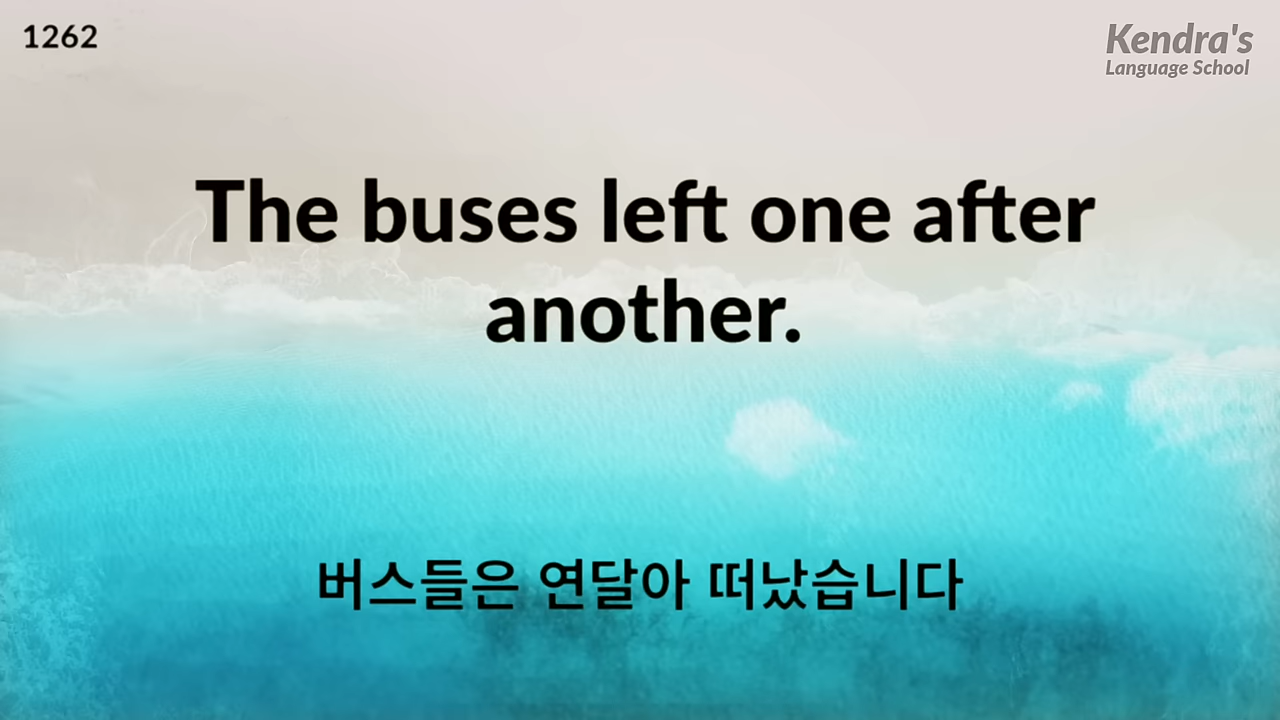 1262
Kendra's
Language School
The buses left one after
another.
버스들은 연달아 떠났습니다